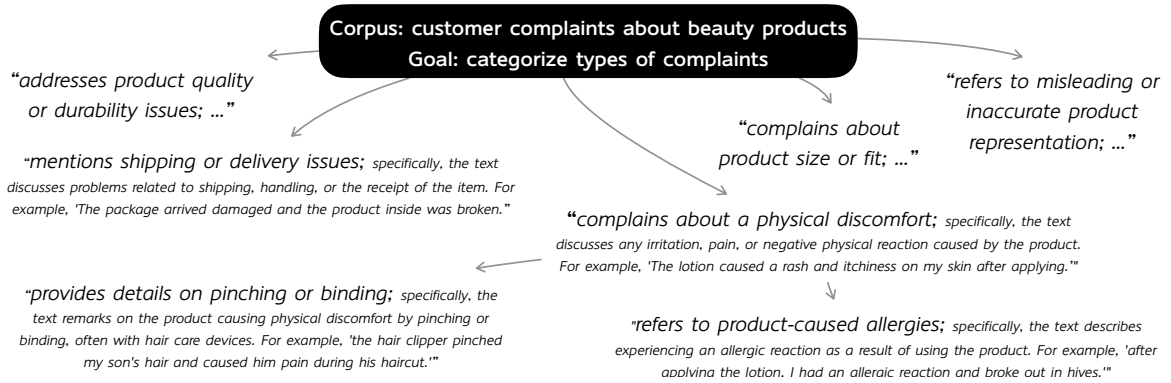 Corpus: customer complaints about beauty products
Goal: categorize types of complaints
“addresses product quality
or durability issues; ...”
“refers to misleading or
inaccurate product
representation; ...”
“complains about
product size or fit; ...”
“mentions shipping or delivery issues; specifically, the text
discusses problems related to shipping, handling, or the receipt of the item. For
example, 'The package arrived damaged and the product inside was broken.”
“complains about a physical discomfort; specifically, the text
discusses any irritation, pain, or negative physical reaction caused by the product.
For example, 'The lotion caused a rash and itchiness on my skin after applying.'"
“provides details on pinching or binding; specifically, the
text remarks on the product causing physical discomfort by pinching or
binding, often with hair care devices. For example, 'the hair clipper pinched
my son's hair and caused him pain during his haircut.'”
"refers to product-caused allergies; specifically, the text describes
experiencing an allergic reaction as a result of using the product. For example, 'after
applying the lotion, I had an allergic reaction and broke out in hives.'"